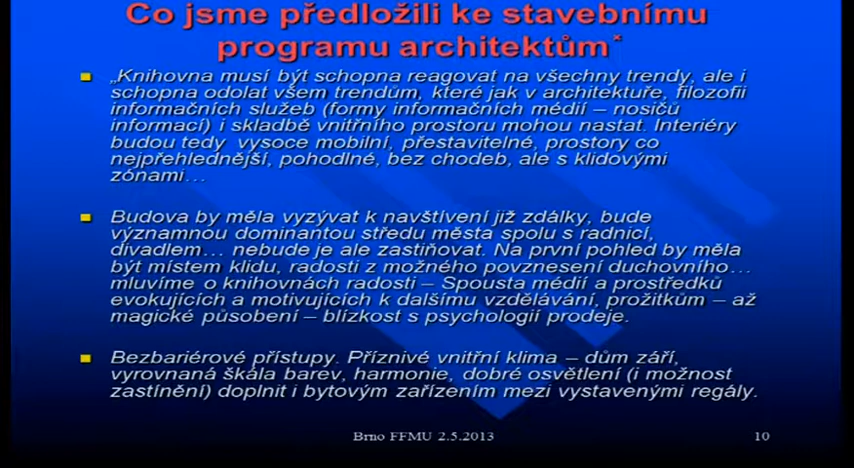 Co jsme předložili ke stavebnímu
programu architektům*
„Knihovna musí být schopna reagovat na všechny trendy, ale i
schopna odolat všem trendům, které jak v architektuře, filozofii
informačních služeb (formy informačních médií – nosičů
informací) i skladbě vnitřního prostoru mohou nastat. Interiéry
budou tedy vysoce mobilní, přestavitelné, prostory co
nejpřehlednější, pohodlné, bez chodeb, ale s klidovými
zónami…
Budova by měla vyzývat k navštívení již zdálky, bude
významnou dominantou středu města spolu s radnicí,
divadlem… nebude je ale zastiňovat. Na první pohled by měla
být místem klidu, radosti z možného povznesení duchovního…
mluvíme o knihovnách radosti – Spousta médií a prostředků
evokujících a motivujících k dalšímu vzdělávání, prožitkům – až
magické působení – blízkost s psychologií prodeje.
Bezbariérové přístupy. Příznivé vnitřní klima – dům září,
vyrovnaná škála barev, harmonie, dobré osvětlení (i možnost
zastínění) doplnit i bytovým zařízením mezi vystavenými regály.
Brno FFMU 2.5.2013 10